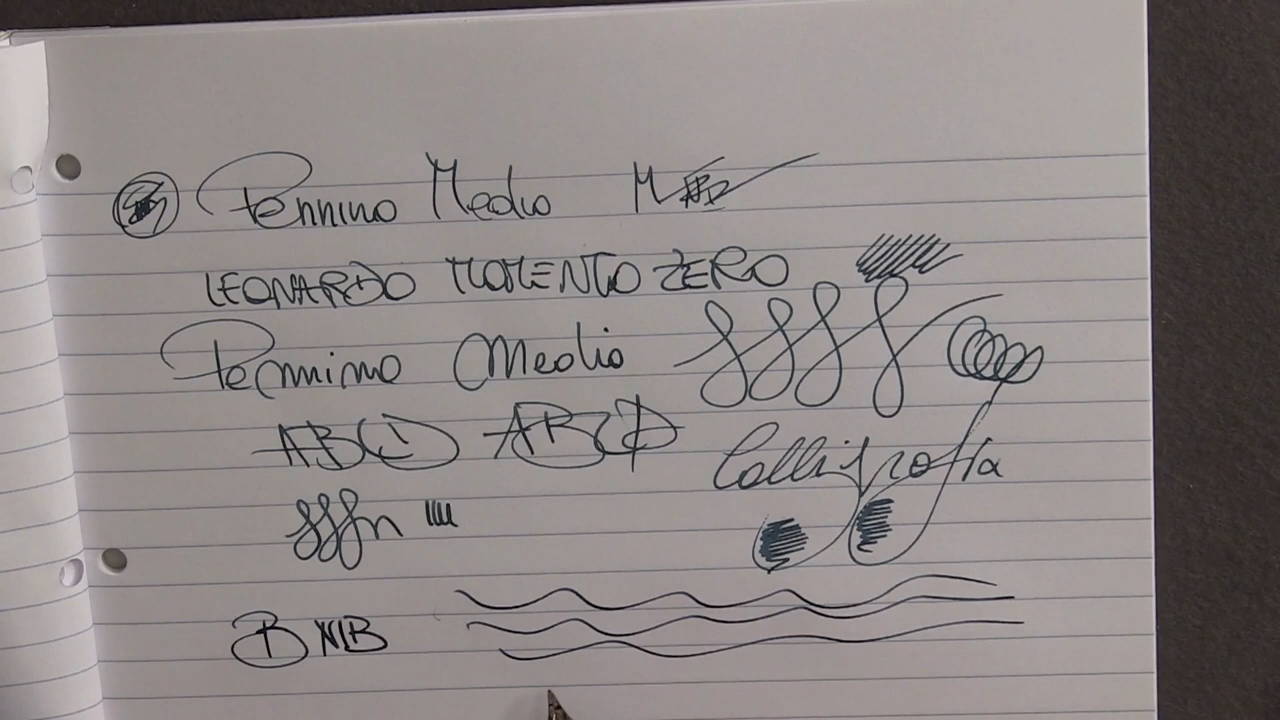 Pennino Medio M
LEONARDO MOMENTO ZERO
Pennino Medio
ABCD ABCD
Calligrafia
B NIB